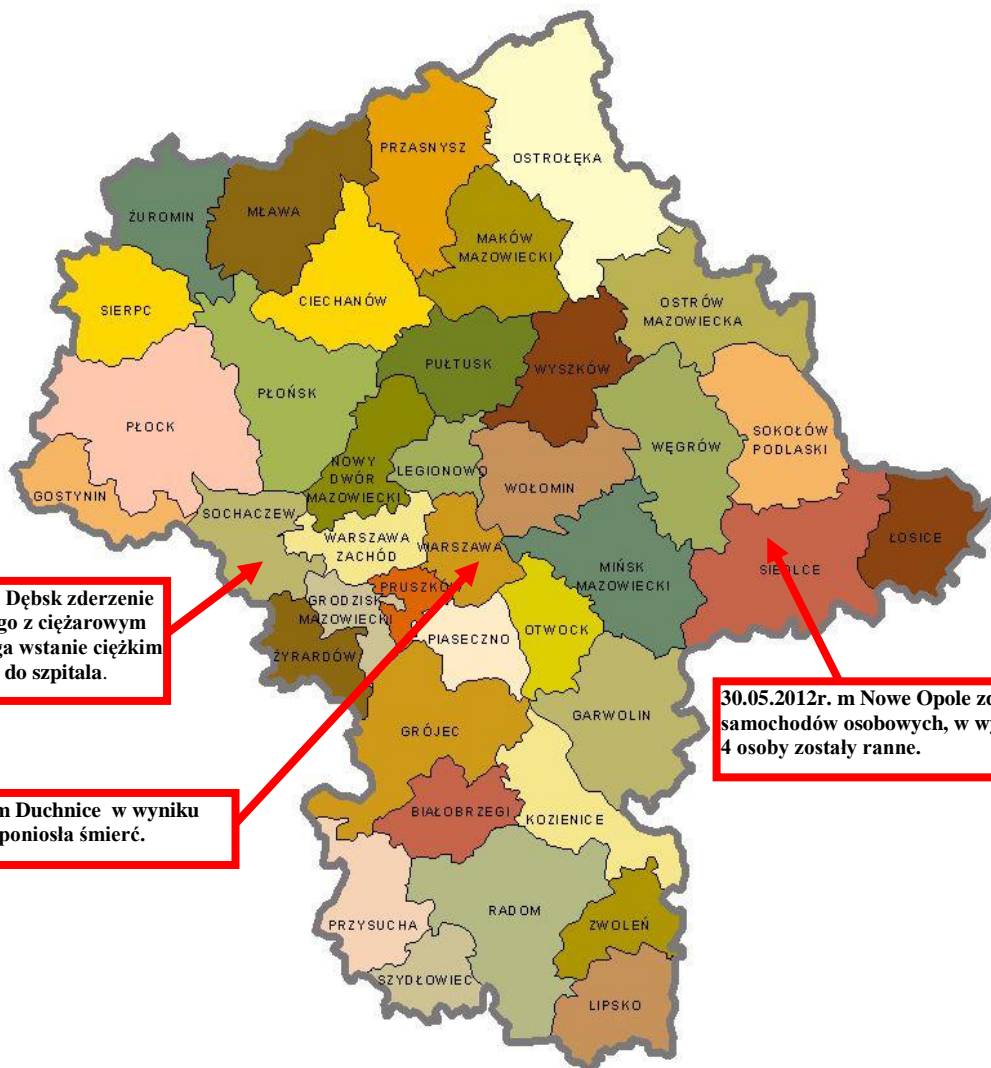 PRZASNYSZ
OSTROŁĘKA
ŻUROMIN
MŁAWA
MAKÓW
MAZOWIECKI
SIERPC
CIECHANÓW
OSTRÓW
MAZOWIECKA
PŁOŃSK
PUŁTUSK
WYSZKÓW
PŁOCK
SOKOŁÓW
PODLASKI
WĘGRÓW
NOWY
DWÓR
MAZOWIECKI
LEGIONOWO
WOŁOMIN
GOSTYNIN
SOCHACZEW
WARSZAWA
ZACHÓD
WARSZAWA
MIŃSK
MAZOWIECKI
SIEDLCE
ŁOSICE
PRUSZKÓW
GRODZISK
MAZOWIECKI
PIASECZNO
OTWOCK
ŻYRARDÓW
Dębsk zderzenie
go z ciężarowym
ga wstanie ciężkim
do szpitala.
GARWOLIN
30.05.2012r. m Nowe Opole zd
samochodów osobowych, w wy
4 osoby zostały ranne.
GRÓJEC
m Duchnice w wyniku
poniosła śmierć.
BIAŁOBRZEGI
KOZIENICE
RADOM
PRZYSUCHA
ZWOLEŃ
SZYDŁOWIEC
LIPSKO